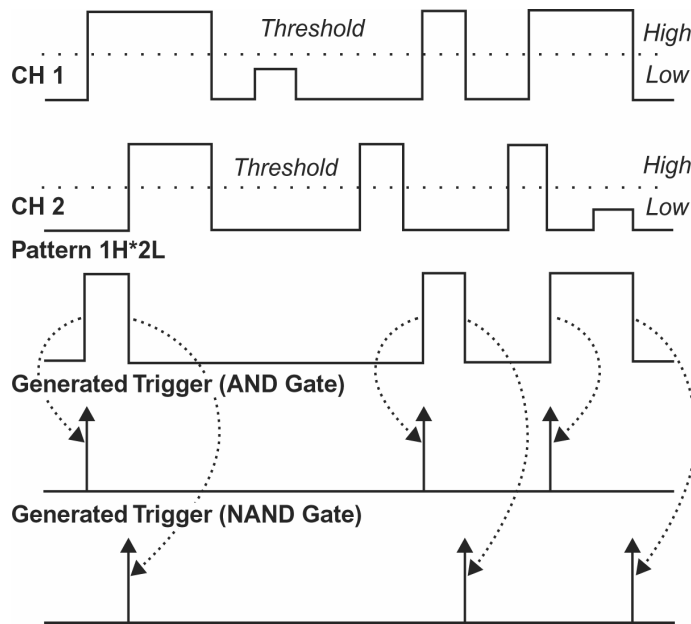 Threshold
High
CH 1
Low
Threshold
High
CH 2
Low
Pattern 1H*2L
Generated Trigger (AND Gate)
Generated Trigger (NAND Gate)